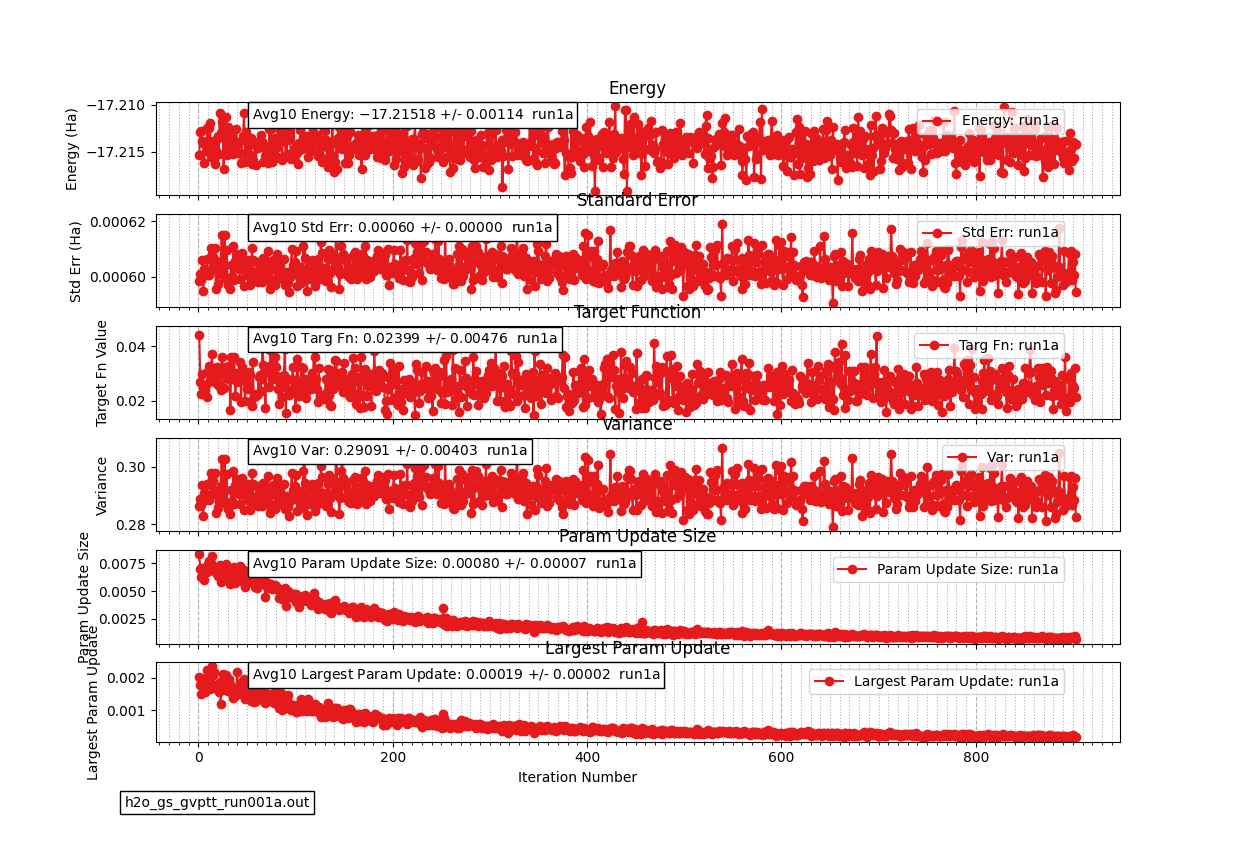 Energy
Energy (Ha)
−17.210
−17.215
Avg10 Energy: −17.21518 +/- 0.00114 run1a
Energy: run1a
Standard Error
Std Err (Ha)
0.00062
0.00060
Avg10 Std Err: 0.00060 +/- 0.00000 run1a
Std Err: run1a
Target Function
Target Fn Value
0.04
0.02
Avg10 Targ Fn: 0.02399 +/- 0.00476 run1a
Targ Fn: run1a
Variance
Variance
0.30
0.28
Avg10 Var: 0.29091 +/- 0.00403 run1a
Var: run1a
Param Update Size
Param Update Size
0.0075
0.0050
0.0025
Avg10 Param Update Size: 0.00080 +/- 0.00007 run1a
Param Update Size: run1a
Largest Param Update
Largest Param Update
0.002
0.001
Avg10 Largest Param Update: 0.00019 +/- 0.00002 run1a
Largest Param Update: run1a
0 200 400 600 800
Iteration Number
h2o_gs_gvptt_run001a.out